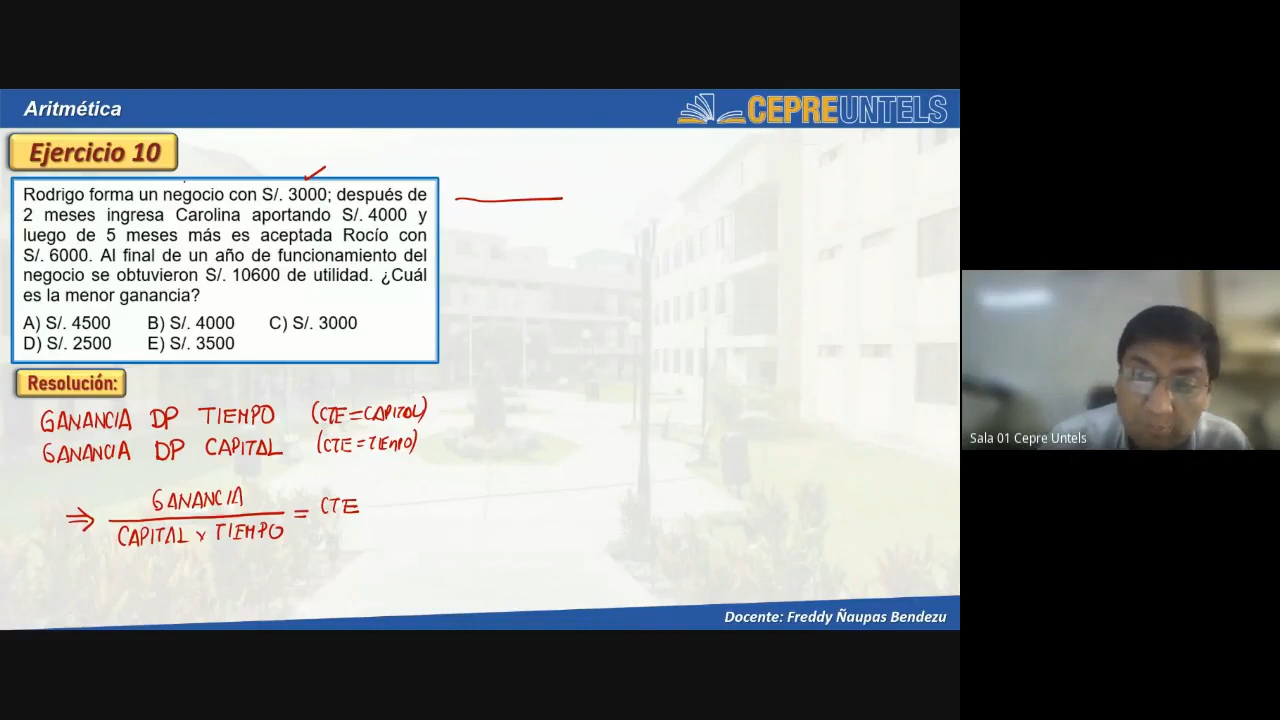 Aritmética
CEPREUNTELS
Ejercicio 10
Rodrigo forma un negocio con S/. 3000; después de
2 meses ingresa Carolina aportando S/. 4000 y
luego de 5 meses más es aceptada Rocío con
S/. 6000. Al final de un año de funcionamiento del
negocio se obtuvieron S/. 10600 de utilidad. ¿Cuál
es la menor ganancia?
A) S/. 4500 B) S/. 4000 C) S/. 3000
D) S/. 2500 E) S/. 3500
Resolución:
GANANCIA DP TIEMPO (CTE=CAPITAL)
GANANCIA DP CAPITAL (CTE=TIEMPO)
⇒ GANANCIA
CAPITAL x TIEMPO = CTE
Docente: Freddy Ñaupas Bendezu
Sala 01 Cepre Untels